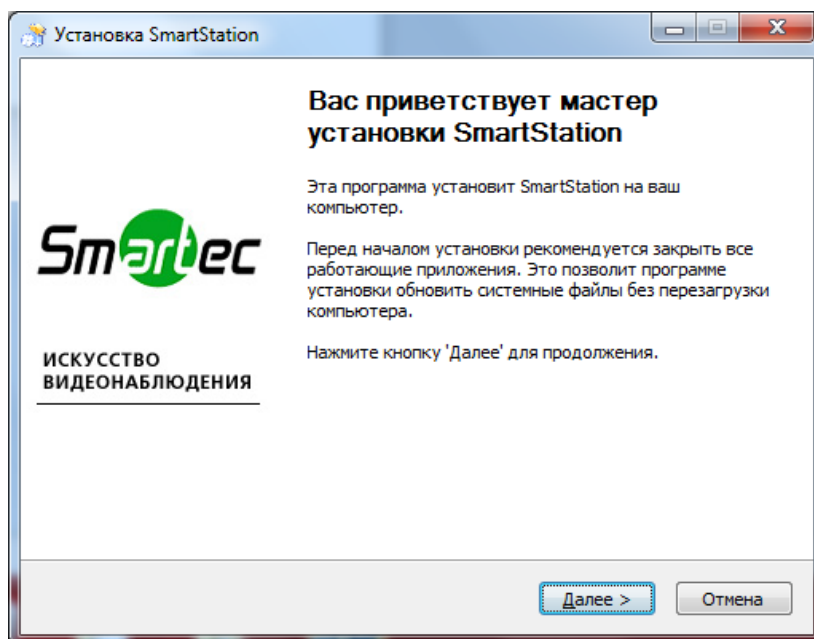 Установка SmartStation
Вас приветствует мастер
установки SmartStation
Эта программа установит SmartStation на ваш
компьютер.
Перед началом установки рекомендуется закрыть все
работающие приложения. Это позволит программе
установки обновить системные файлы без перезагрузки
компьютера.
Нажмите кнопку 'Далее' для продолжения.
Smartec
ИСКУССТВО
ВИДЕОНАБЛЮДЕНИЯ
Далее >
Отмена